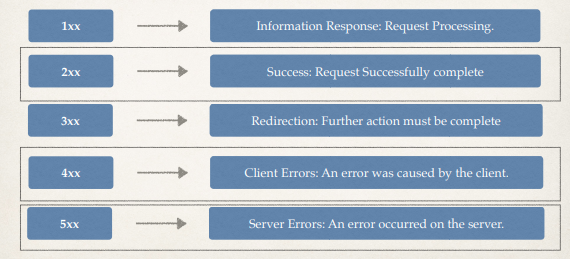 1xx Information Response: Request Processing.
2xx Success: Request Successfully complete
3xx Redirection: Further action must be complete
4xx Client Errors: An error was caused by the client.
5xx Server Errors: An error occurred on the server.